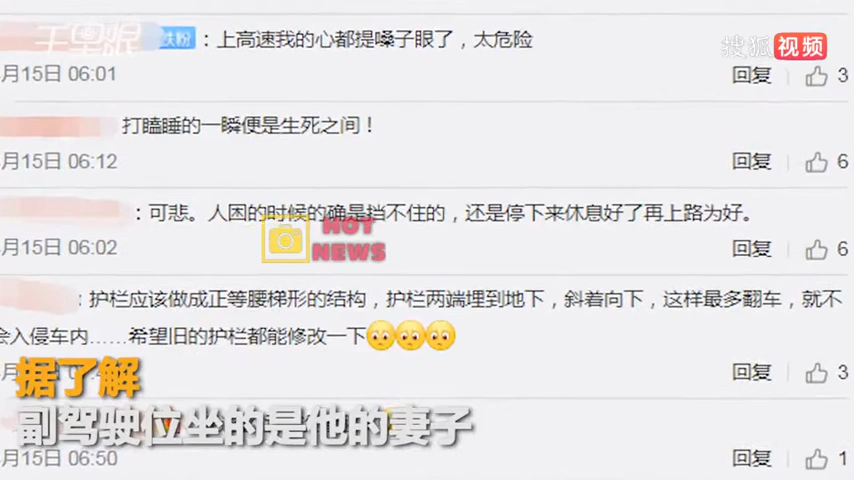 铁粉：上高速我的心都提嗓子眼了，太危险
搜狐视频
月15日 06:01
回复
3
打瞌睡的一瞬便是生死之间！
月15日 06:12
回复
6
：可悲。人困的时候的确是挡不住的，还是停下来休息好了再上路为好。
HOT
NEWS
月15日 06:02
回复
6
：护栏应该做成正等腰梯形的结构，护栏两端埋到地下，斜着向下，这样最多翻车，就不
会入侵车内……希望旧的护栏都能修改一下
据了解
回复
3
副驾驶位坐的是他的妻子
月15日 06:50
回复
1